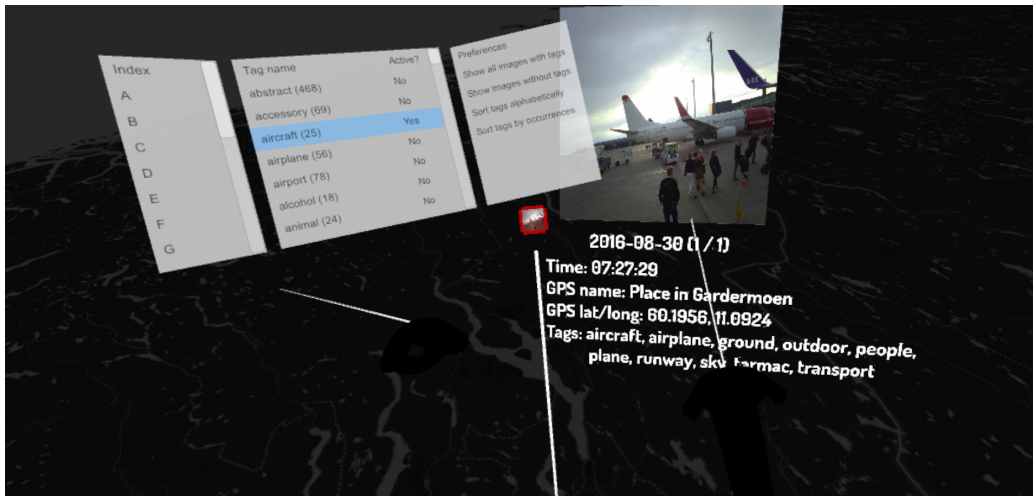 Index
A
B
C
D
E
F
G
Tag name Active?
abstract (468) No
accessory (69) No
aircraft (25) Yes
airplane (56) No
airport (78) No
alcohol (18) No
animal (24) No
Preferences
Show all images with tags
Show images without tags
Sort tags alphabetically
Sort tags by occurrences
2016-08-30 (1 / 1)
Time: 07:27:29
GPS name: Place in Gardermoen
GPS lat/long: 60.1956, 11.0924
Tags: aircraft, airplane, ground, outdoor, people,
plane, runway, sky, tarmac, transport